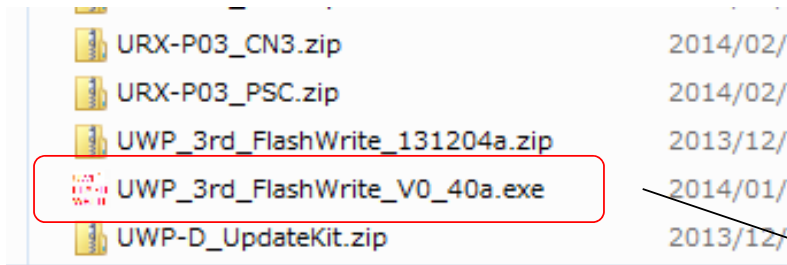 URX-P03_CN3.zip 2014/02/
URX-P03_PSC.zip 2014/02/
UWP_3rd_FlashWrite_131204a.zip 2013/12/
UWP_3rd_FlashWrite_V0_40a.exe 2014/01/
UWP-D_UpdateKit.zip 2013/12/